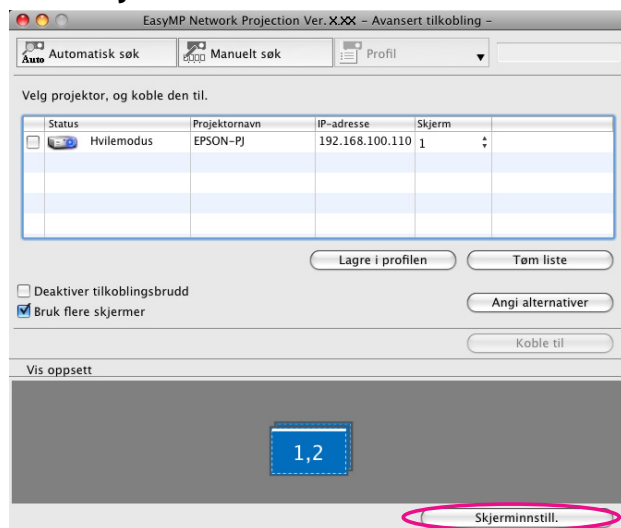 EasyMP Network Projection Ver. X.XX – Avansert tilkobling –
Auto Automatisk søk Manuelt søk Profil
Velg projektor, og koble den til.
Status Projektornavn IP-adresse Skjerm
Hvilemodus EPSON-PJ 192.168.100.110 1
Lagre i profilen Tøm liste
Deaktiver tilkoblingsbrudd
Angi alternativer
Bruk flere skjermer
Koble til
Vis oppsett
1,2
Skjerminnstill.